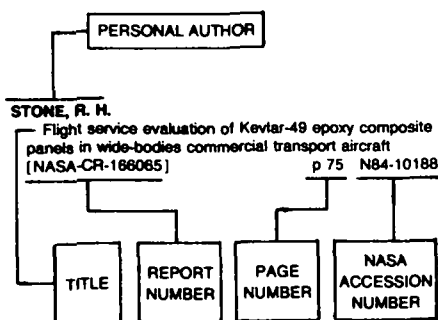 PERSONAL AUTHOR
STONE, R. H.
Flight service evaluation of Kevlar-49 epoxy composite
panels in wide-bodies commercial transport aircraft
[NASA-CR-166065] p 75 N84-10188
TITLE
REPORT
NUMBER
PAGE
NUMBER
NASA
ACCESSION
NUMBER